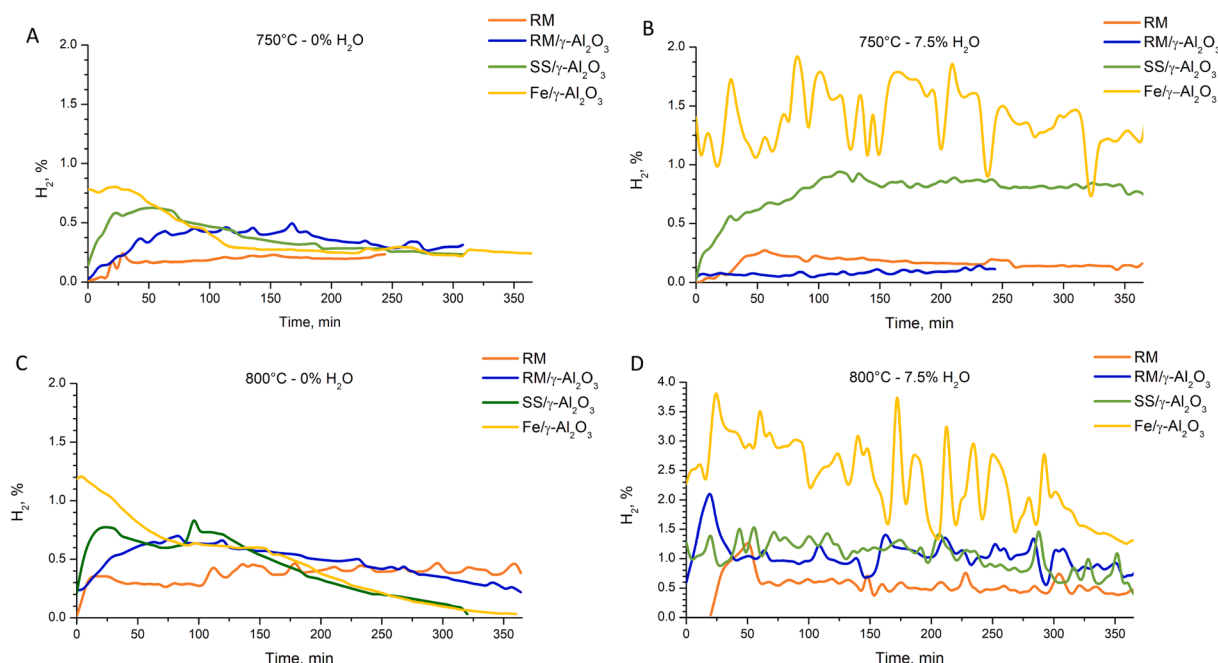 A
750°C - 0% H₂O
RM
RM/γ-Al₂O₃
SS/γ-Al₂O₃
Fe/γ-Al₂O₃
2.0
1.5
1.0
0.5
0.0
H₂, %
0 50 100 150 200 250 300 350
Time, min
B
750°C - 7.5% H₂O
RM
RM/γ-Al₂O₃
SS/γ-Al₂O₃
Fe/γ-Al₂O₃
2.0
1.5
1.0
0.5
0.0
H₂, %
0 50 100 150 200 250 300 350
Time, min
C
800°C - 0% H₂O
RM
RM/γ-Al₂O₃
SS/γ-Al₂O₃
Fe/γ-Al₂O₃
2.0
1.5
1.0
0.5
0.0
H₂, %
0 50 100 150 200 250 300 350
Time, min
D
800°C - 7.5% H₂O
RM
RM/γ-Al₂O₃
SS/γ-Al₂O₃
Fe/γ-Al₂O₃
4.0
3.5
3.0
2.5
2.0
1.5
1.0
0.5
0.0
H₂, %
0 50 100 150 200 250 300 350
Time, min